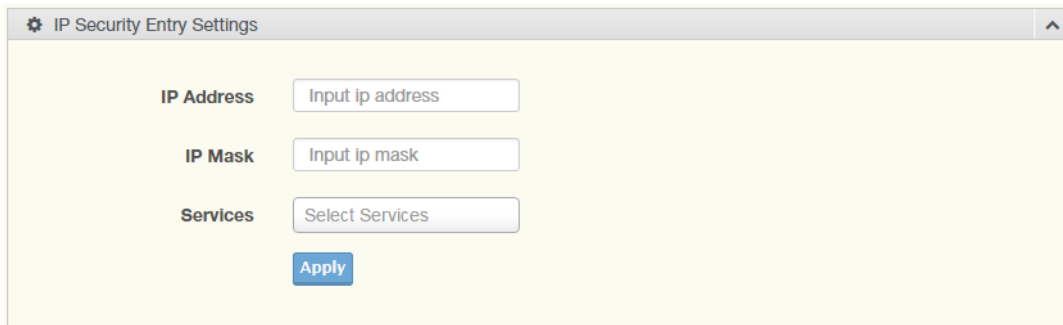 IP Security Entry Settings
IP Address Input ip address
IP Mask Input ip mask
Services Select Services
Apply